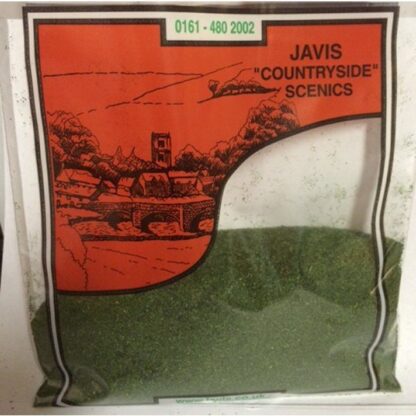 0161 - 480 2002
JAVIS
"COUNTRYSIDE"
SCENICS